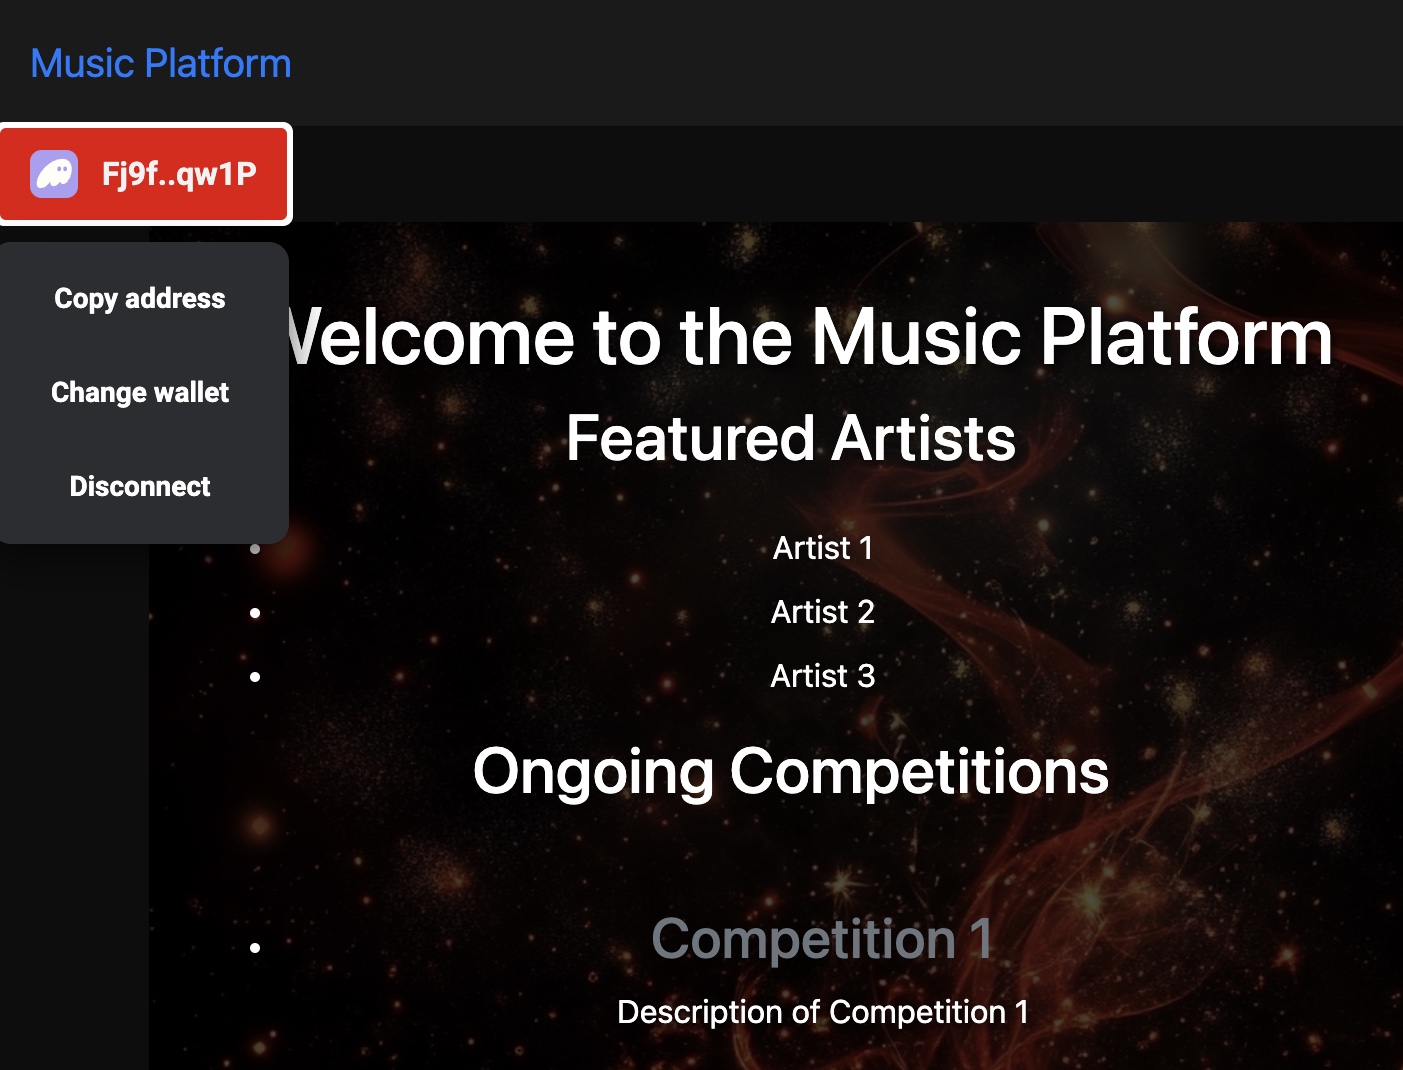 Music Platform
Fj9f..qw1P
Copy address
Change wallet
Disconnect
Welcome to the Music Platform
Featured Artists
Artist 1
Artist 2
Artist 3
Ongoing Competitions
Competition 1
Description of Competition 1